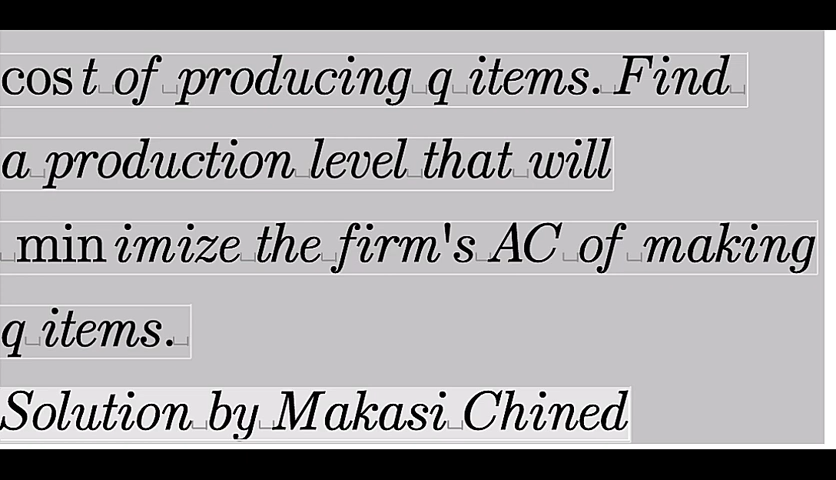 cost of producing q items. Find
a production level that will
minimize the firm's AC of making
q items.
Solution by Makasi Chined